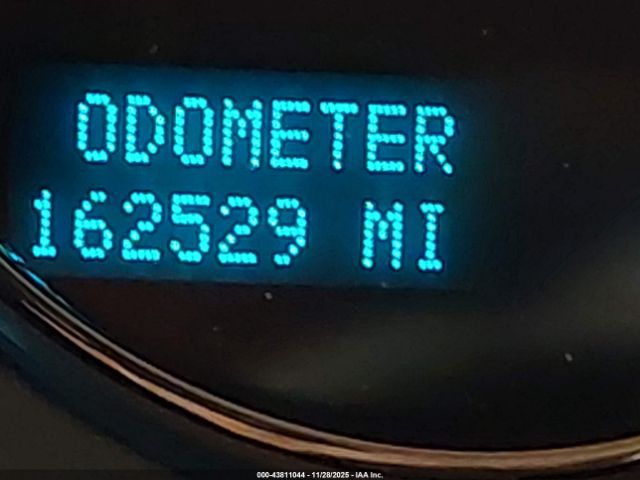 ODOMETER
162529 MI
000-43811044 - 11/28/2025 - IAA Inc.